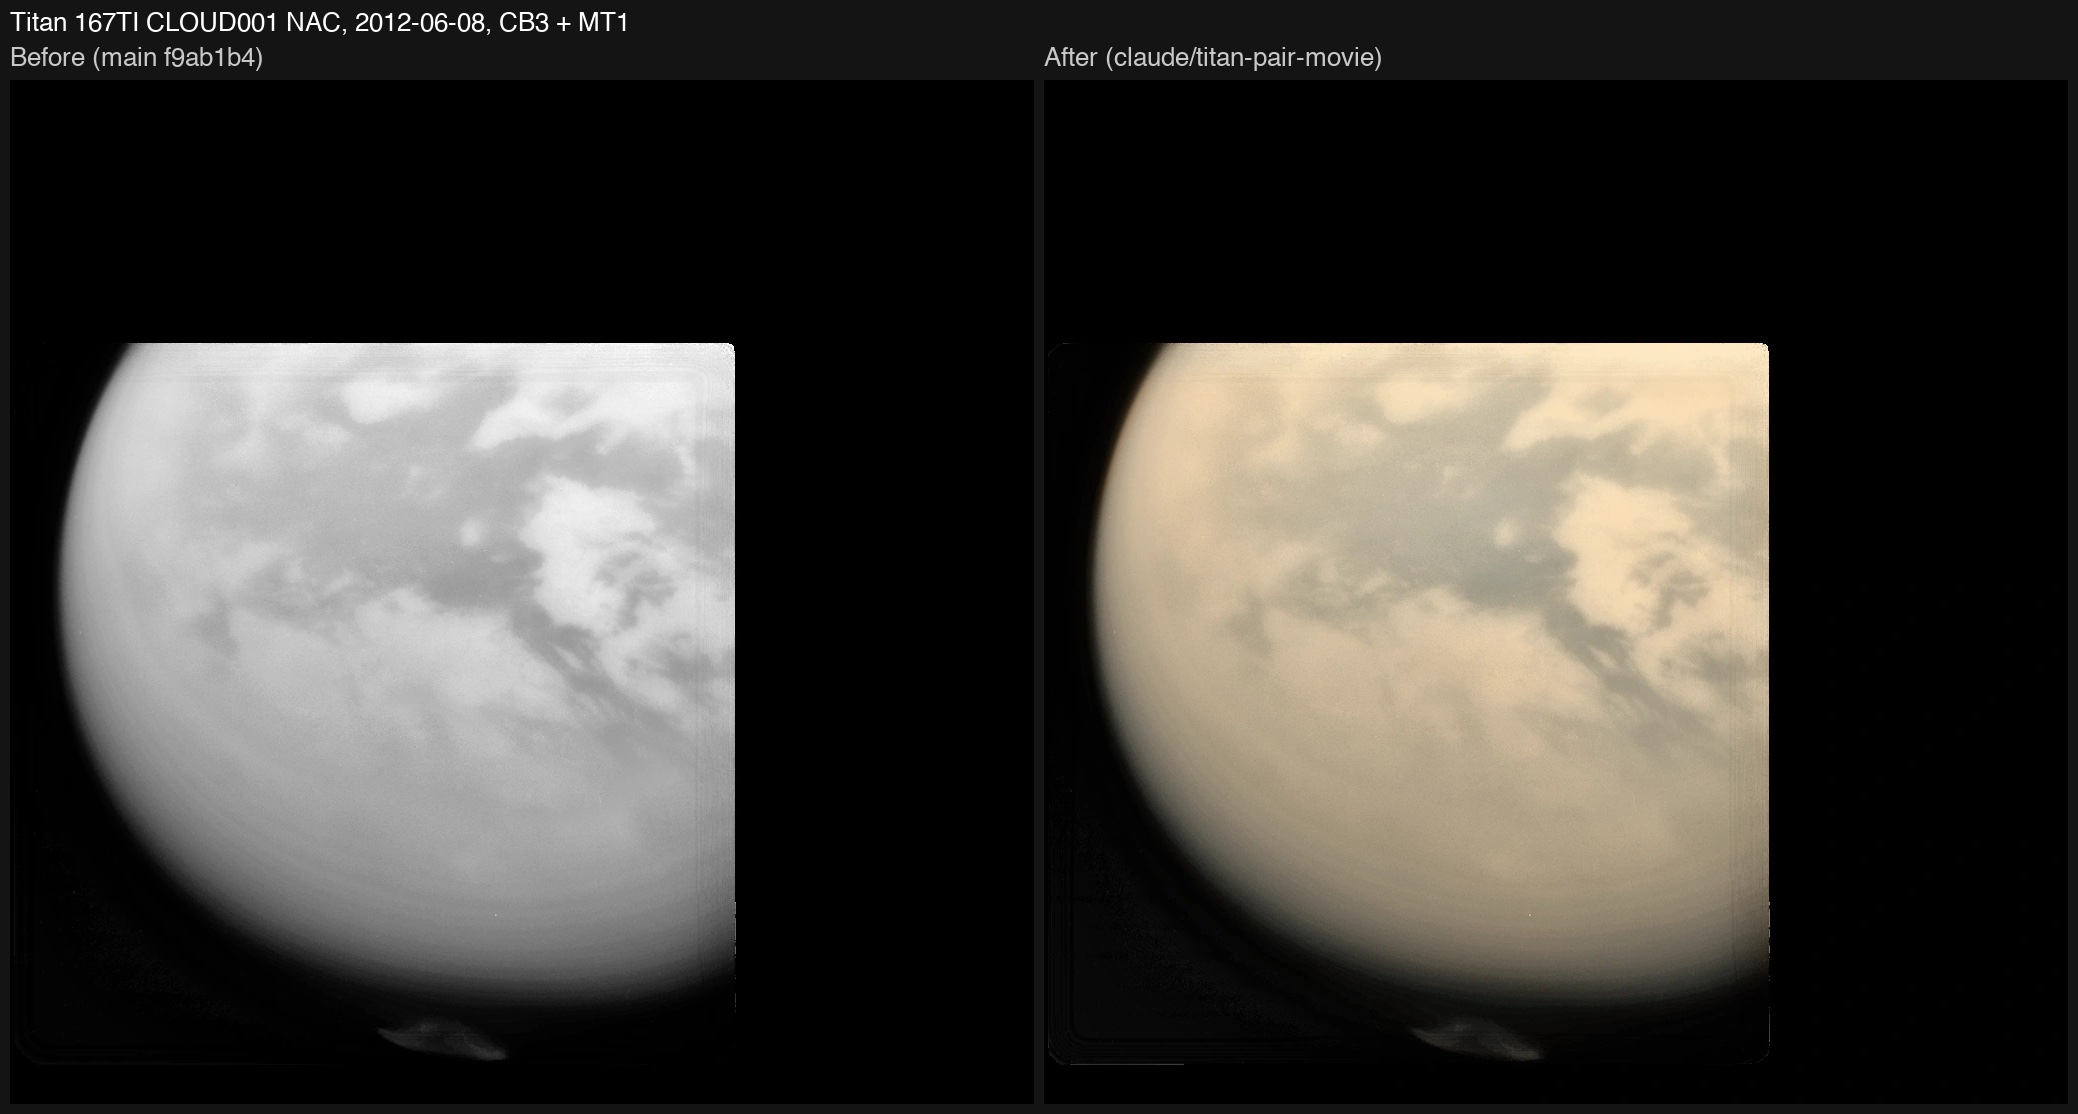 Titan 167TI CLOUD001 NAC, 2012-06-08, CB3 + MT1
Before (main f9ab1b4)
After (claude/titan-pair-movie)